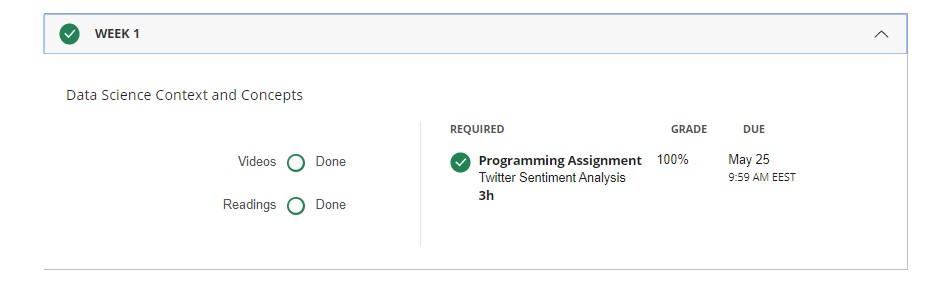 WEEK 1
Data Science Context and Concepts
Videos Done
Readings Done
REQUIRED GRADE DUE
Programming Assignment 100% May 25
Twitter Sentiment Analysis 9:59 AM EEST
3h